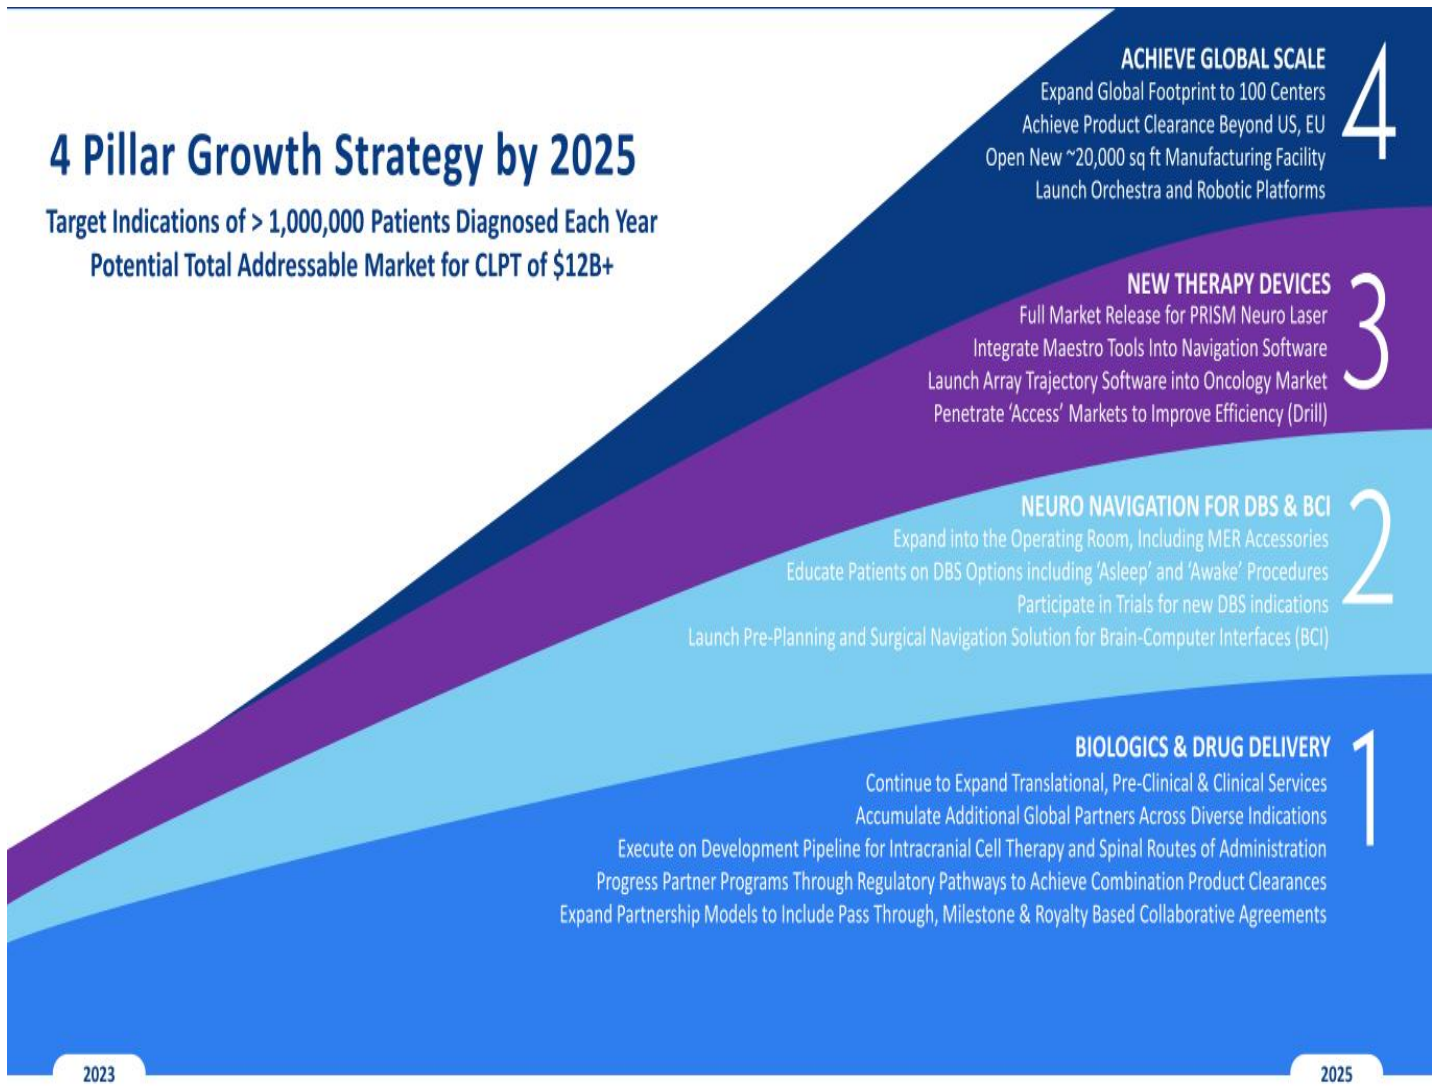 4 Pillar Growth Strategy by 2025
Target Indications of > 1,000,000 Patients Diagnosed Each Year
Potential Total Addressable Market for CLPT of $12B+
ACHIEVE GLOBAL SCALE
Expand Global Footprint to 100 Centers
Achieve Product Clearance Beyond US, EU
Open New ~20,000 sq ft Manufacturing Facility
Launch Orchestra and Robotic Platforms
4
NEW THERAPY DEVICES
Full Market Release for PRISM Neuro Laser
Integrate Maestro Tools Into Navigation Software
Launch Array Trajectory Software into Oncology Market
Penetrate ‘Access’ Markets to Improve Efficiency (Drill)
3
NEURO NAVIGATION FOR DBS & BCI
Expand into the Operating Room, Including MER Accessories
Educate Patients on DBS Options including ‘Asleep’ and ‘Awake’ Procedures
Participate in Trials for new DBS indications
Launch Pre-Planning and Surgical Navigation Solution for Brain-Computer Interfaces (BCI)
2
BIOLOGICS & DRUG DELIVERY
Continue to Expand Translational, Pre-Clinical & Clinical Services
Accumulate Additional Global Partners Across Diverse Indications
Execute on Development Pipeline for Intracranial Cell Therapy and Spinal Routes of Administration
Progress Partner Programs Through Regulatory Pathways to Achieve Combination Product Clearances
Expand Partnership Models to Include Pass Through, Milestone & Royalty Based Collaborative Agreements
1
2023
2025